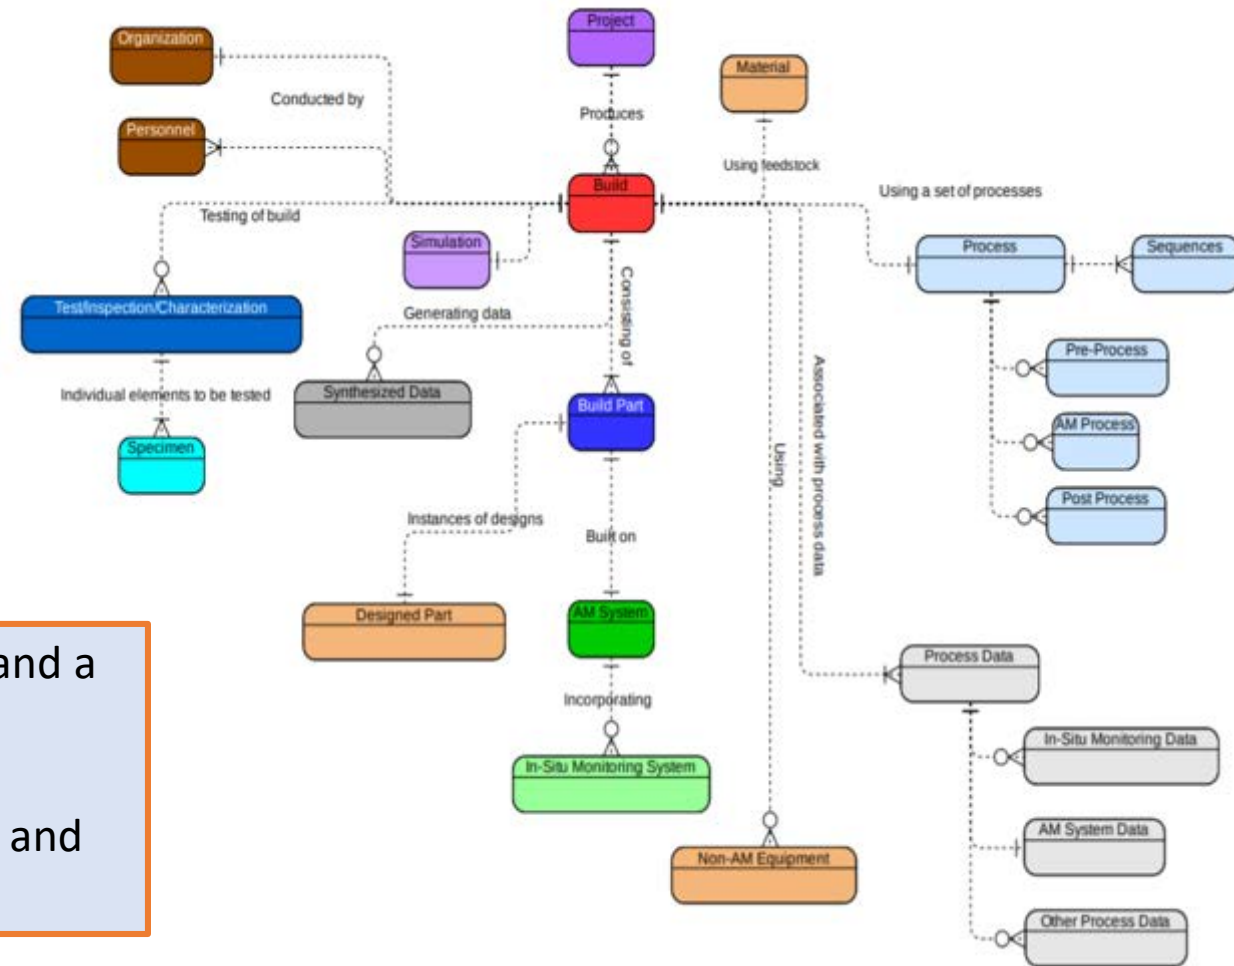 Project
Organization
Material
Conducted by
Produces
Personnel
Using feedstock
Build
Using a set of processes
Testing of build
Simulation
Process
Sequences
Consisting of
Test/Inspection/Characterization
Generating data
Pre-Process
Associated with process data
Individual elements to be tested
Synthesized Data
Build Part
AM Process
Specimen
Using
Post Process
Instances of designs
Built on
Designed Part
AM System
and a
Process Data
Incorporating
In-Situ Monitoring Data
In-Situ Monitoring System
and
AM System Data
Non-AM Equipment
Other Process Data